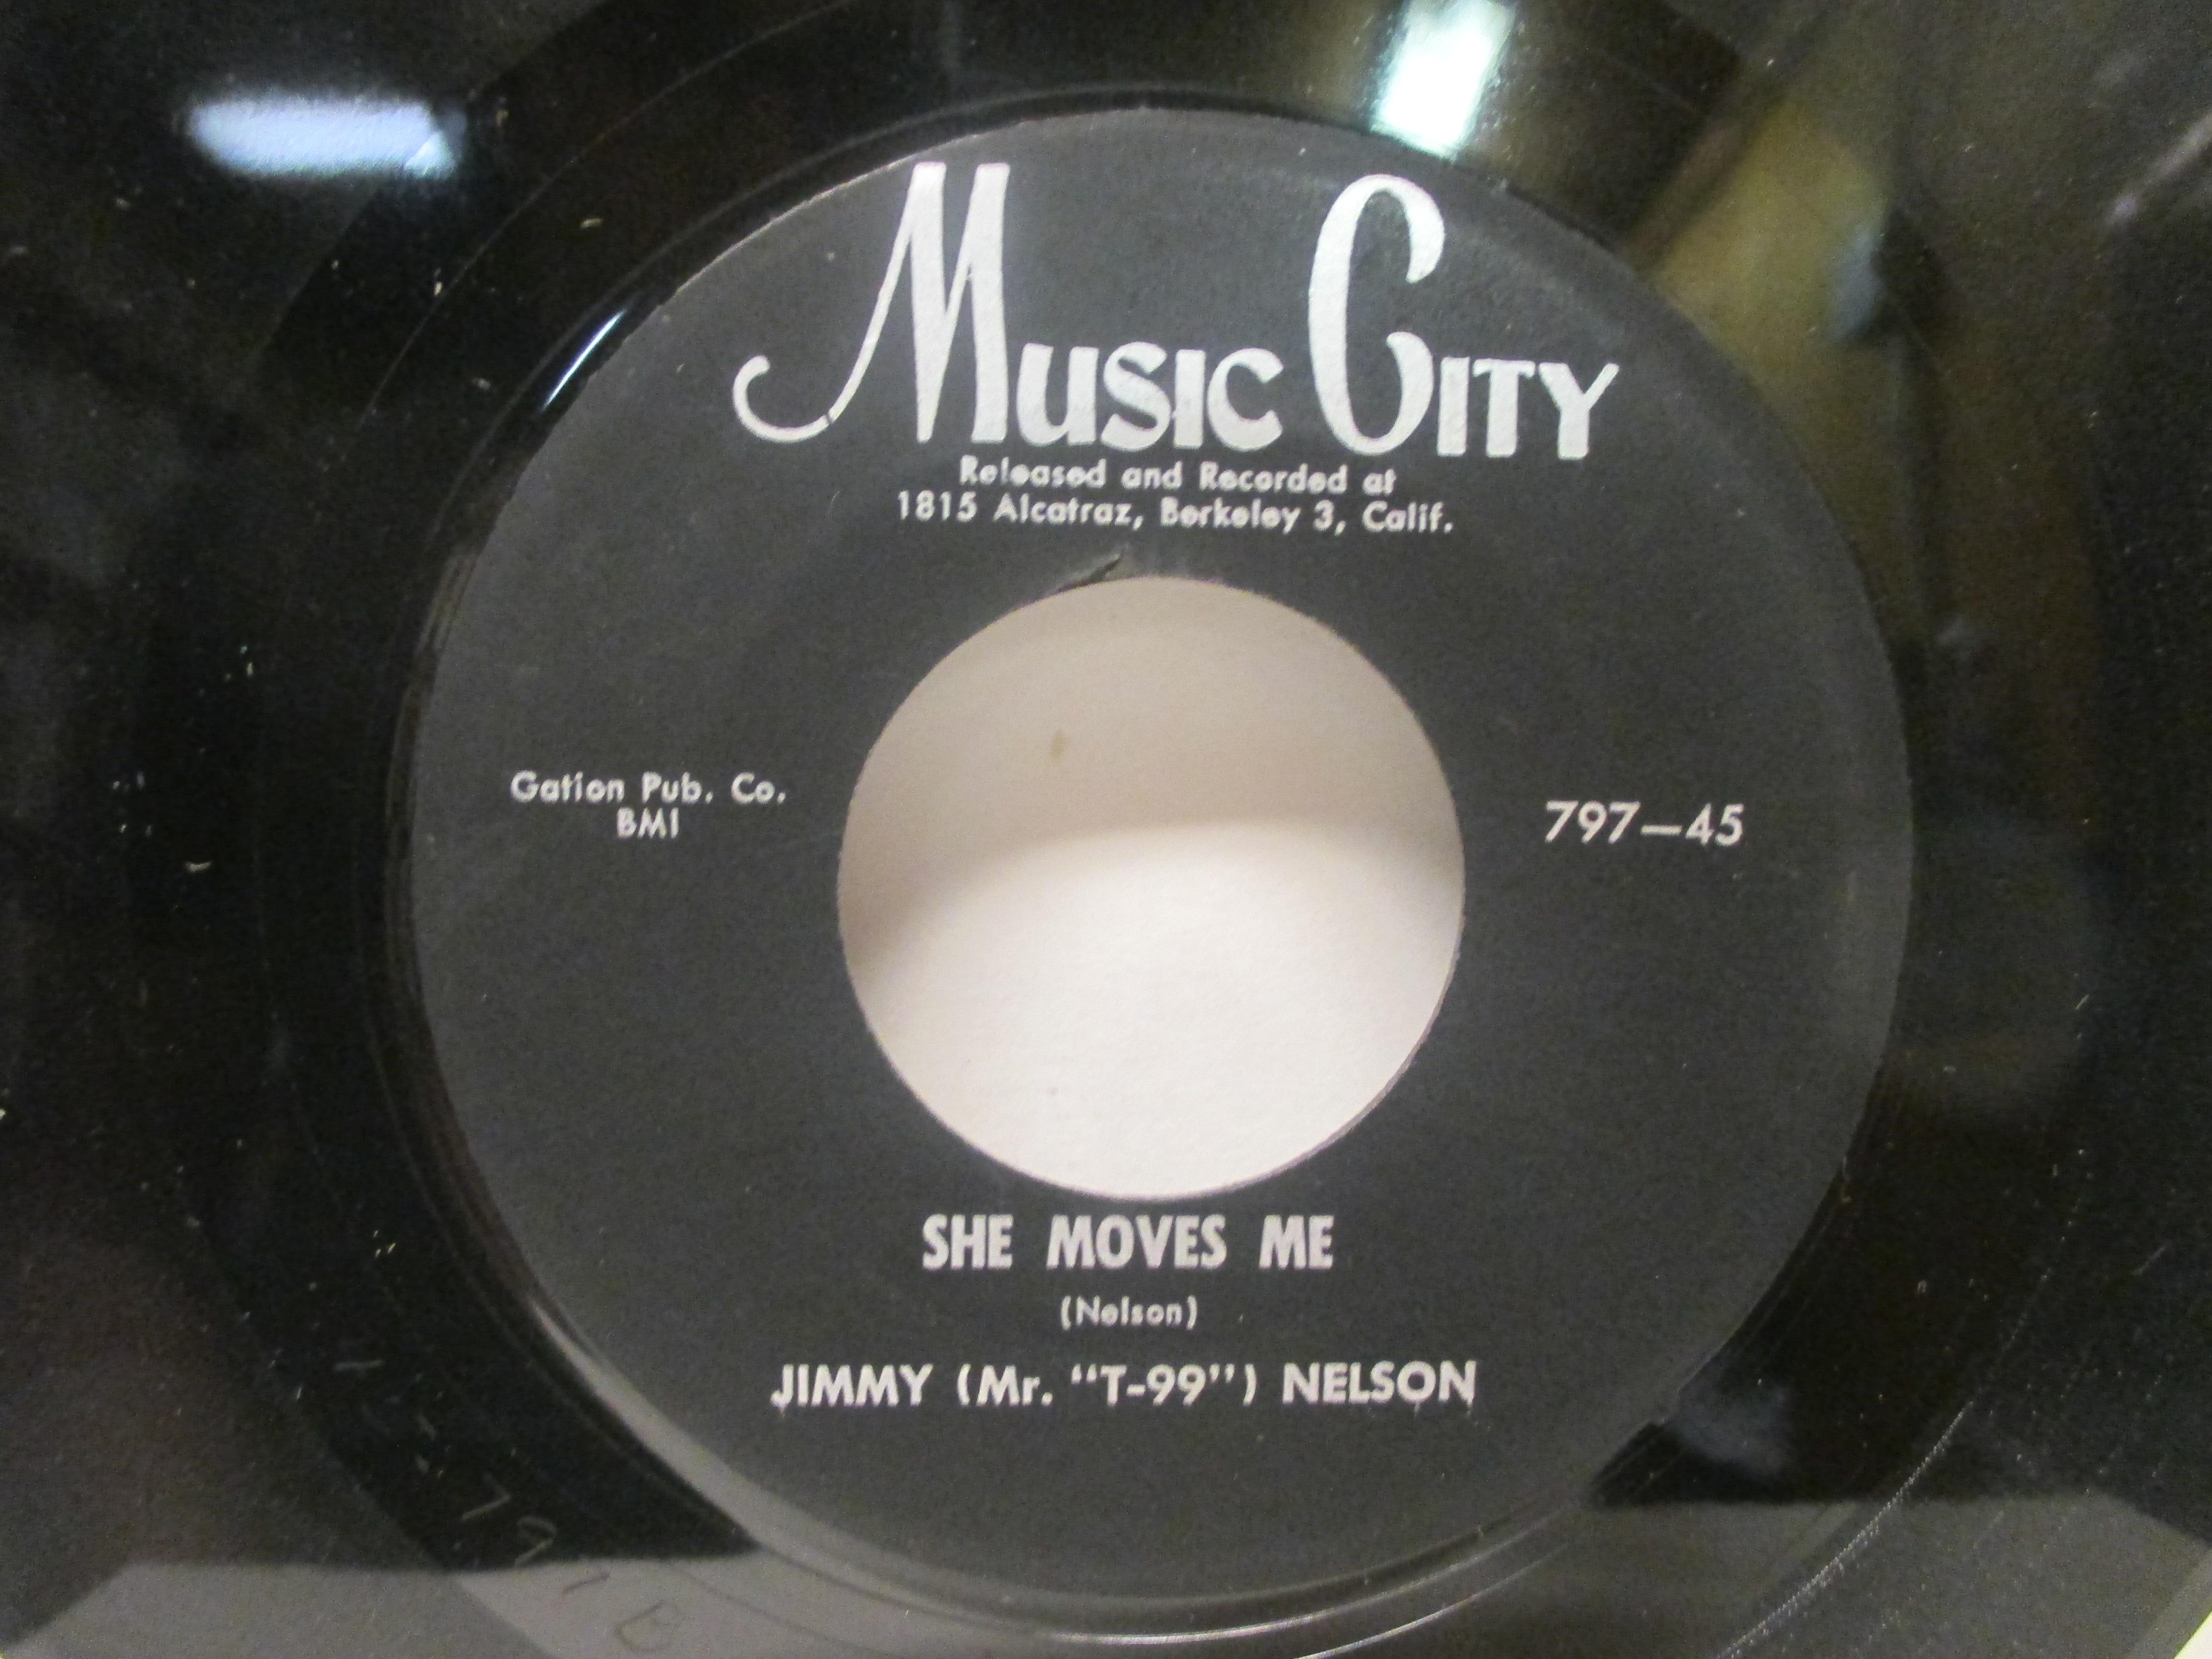 Music City
Released and Recorded at
1815 Alcatraz, Berkeley 3, Calif.
Gation Pub. Co.
BMI
797—45
SHE MOVES ME
(Nelson)
JIMMY (Mr. “T-99”) NELSON